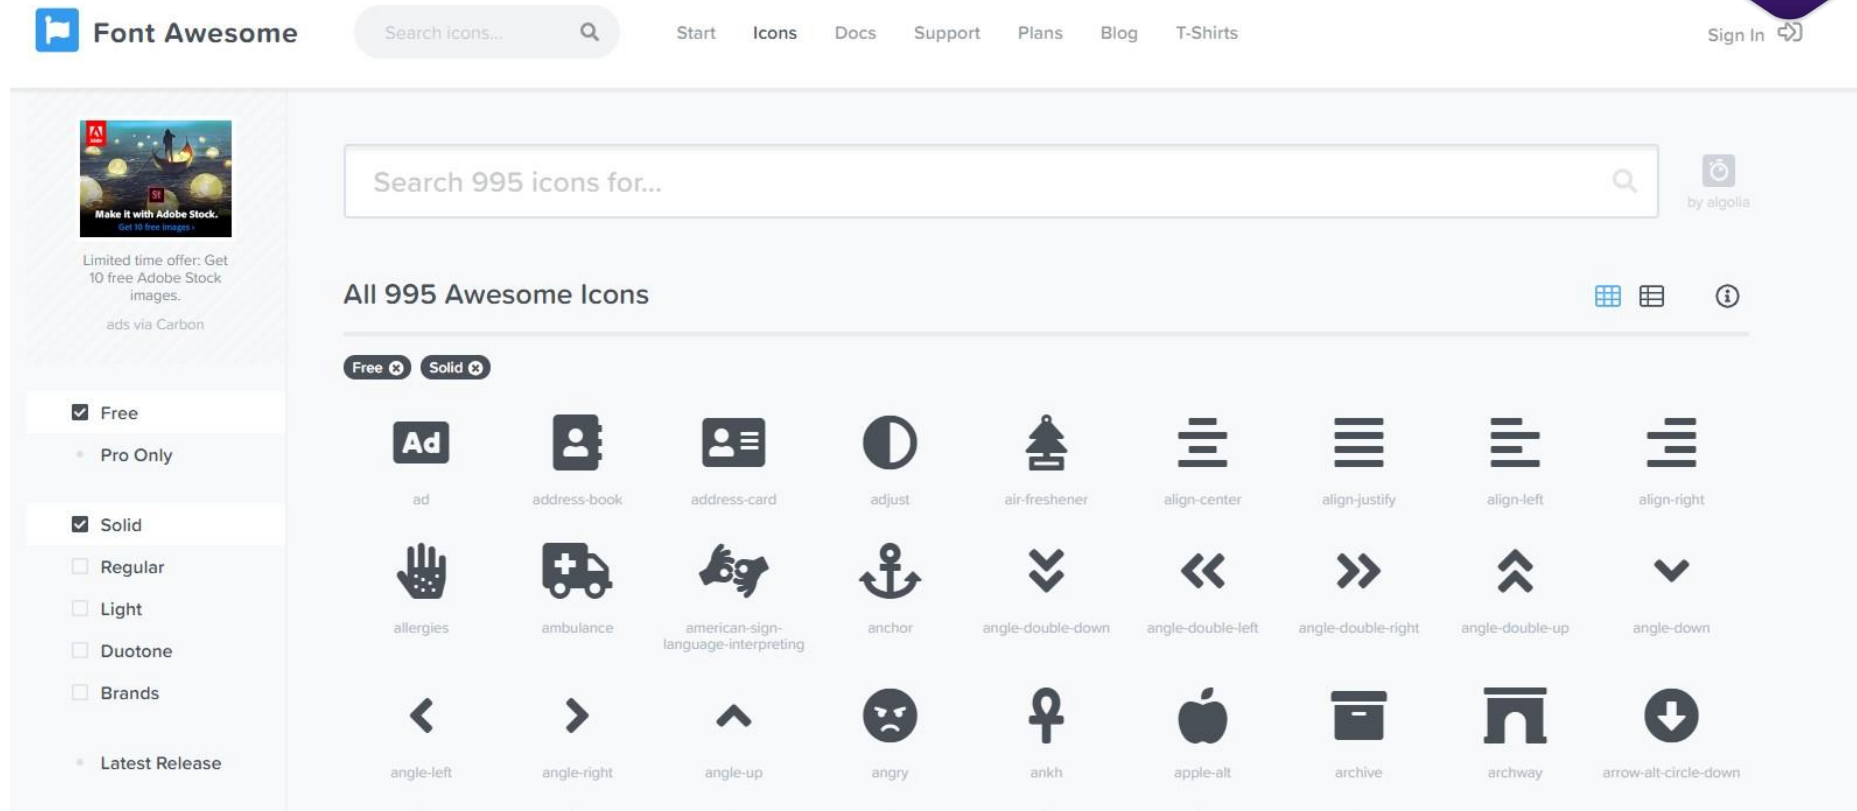 Font Awesome
Search icons...
Start Icons Docs Support Plans Blog T-Shirts
Sign In
Adobe
St
Make it with Adobe Stock.
Get 10 free images ›
Limited time offer: Get
10 free Adobe Stock
images.
ads via Carbon
Free
Pro Only
Solid
Regular
Light
Duotone
Brands
Latest Release
Search 995 icons for...
by algolia
All 995 Awesome Icons
Free Solid
Ad
ad address-book address-card adjust air-freshener align-center align-justify align-left align-right
allergies ambulance american-sign-language-interpreting anchor angle-double-down angle-double-left angle-double-right angle-double-up angle-down
angle-left angle-right angle-up angry ankh apple-alt archive archway arrow-alt-circle-down